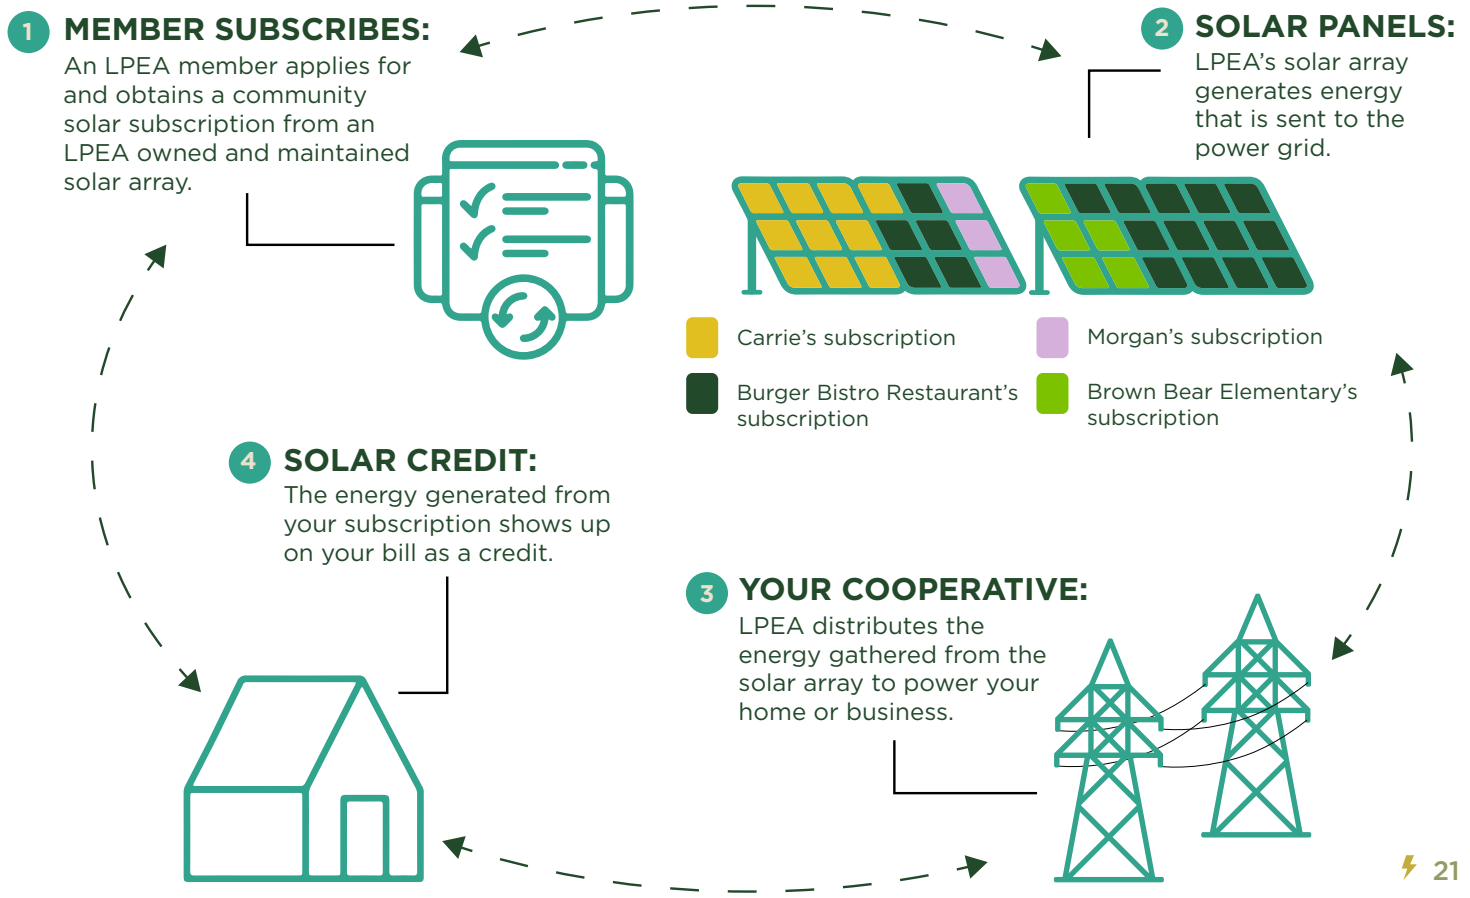 1 MEMBER SUBSCRIBES:
An LPEA member applies for
and obtains a community
solar subscription from an
LPEA owned and maintained
solar array.
2 SOLAR PANELS:
LPEA’s solar array
generates energy
that is sent to the
power grid.
Carrie’s subscription
Morgan’s subscription
Burger Bistro Restaurant’s
subscription
Brown Bear Elementary’s
subscription
3 YOUR COOPERATIVE:
LPEA distributes the
energy gathered from the
solar array to power your
home or business.
4 SOLAR CREDIT:
The energy generated from
your subscription shows up
on your bill as a credit.
21